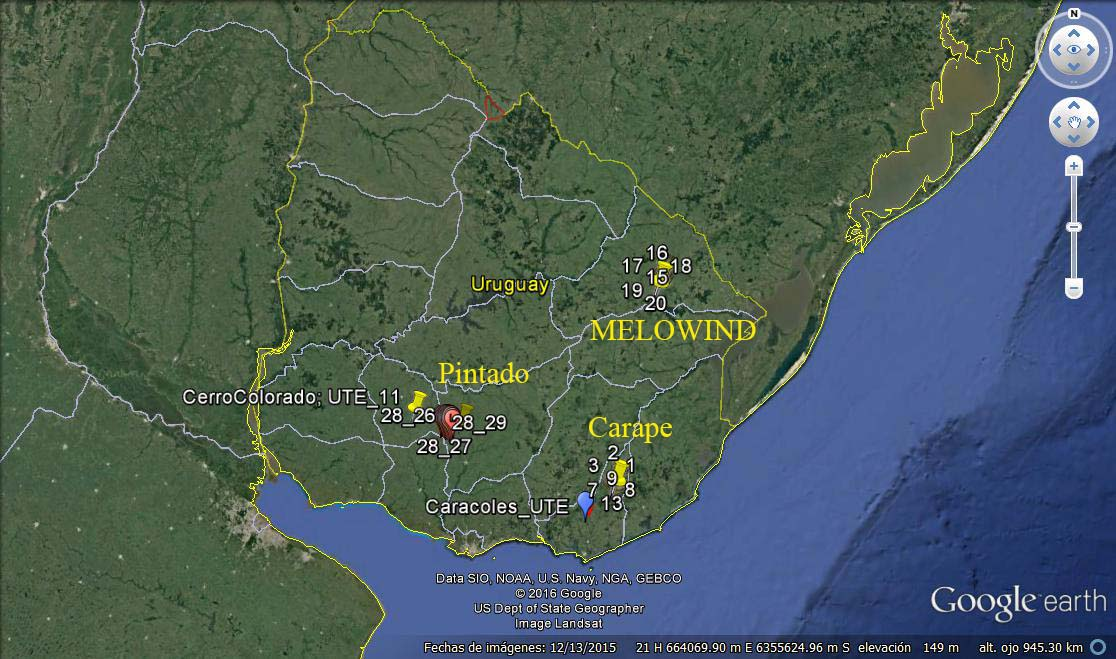 N
16
17
18
15
Uruguay
19
20
MELOWIND
Pintado
CerroColorado; UTE_11
28_26
28_29
28_27
Carape
2
3
1
9
7
8
13
Caracoles_UTE
Data SIO, NOAA, U.S. Navy, NGA, GEBCO
© 2016 Google
US Dept of State Geographer
Image Landsat
Google earth
Fechas de imágenes: 12/13/2015 21 H 664069.90 m E 6355624.96 m S elevación 149 m alt. ojo 945.30 km